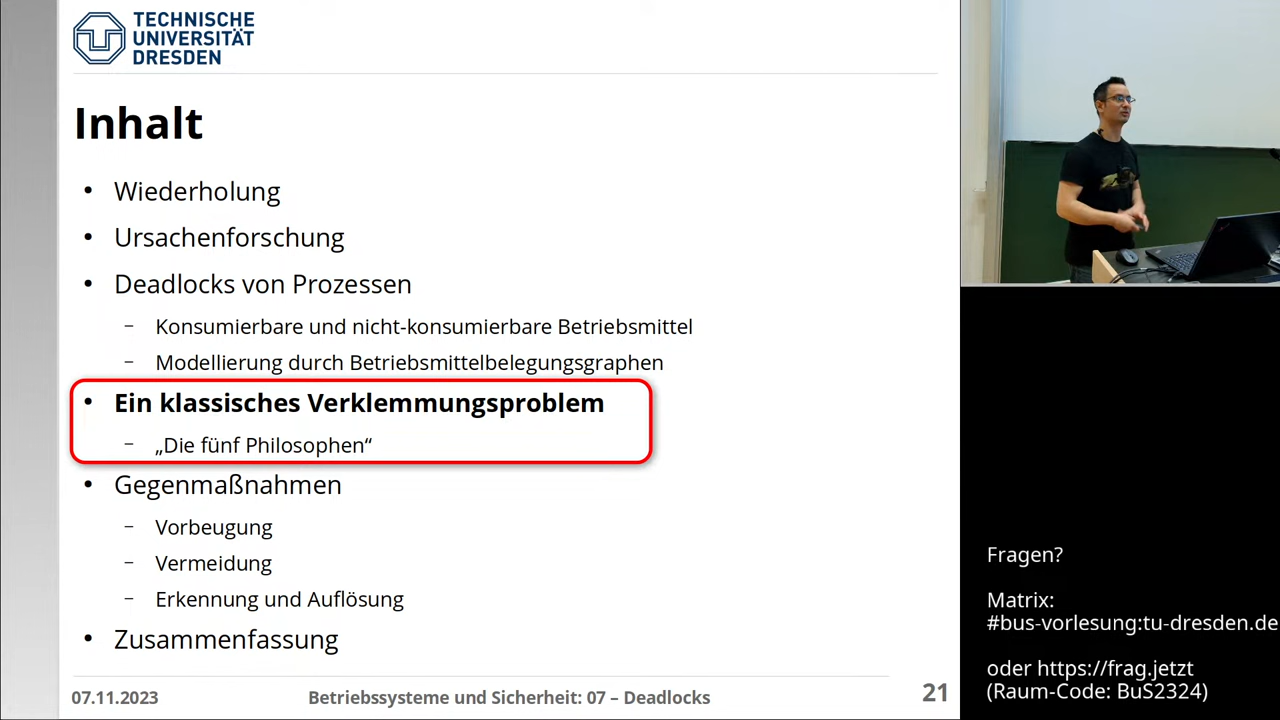 TECHNISCHE
UNIVERSITÄT
DRESDEN
Inhalt
• Wiederholung
• Ursachenforschung
• Deadlocks von Prozessen
– Konsumierbare und nicht-konsumierbare Betriebsmittel
– Modellierung durch Betriebsmittelbelegungsgraphen
• Ein klassisches Verklemmungsproblem
– „Die fünf Philosophen“
• Gegenmaßnahmen
– Vorbeugung
– Vermeidung
– Erkennung und Auflösung
• Zusammenfassung
07.11.2023 Betriebssysteme und Sicherheit: 07 – Deadlocks 21
Fragen?
Matrix:
#bus-vorlesung:tu-dresden.de
oder https://frag.jetzt
(Raum-Code: BuS2324)